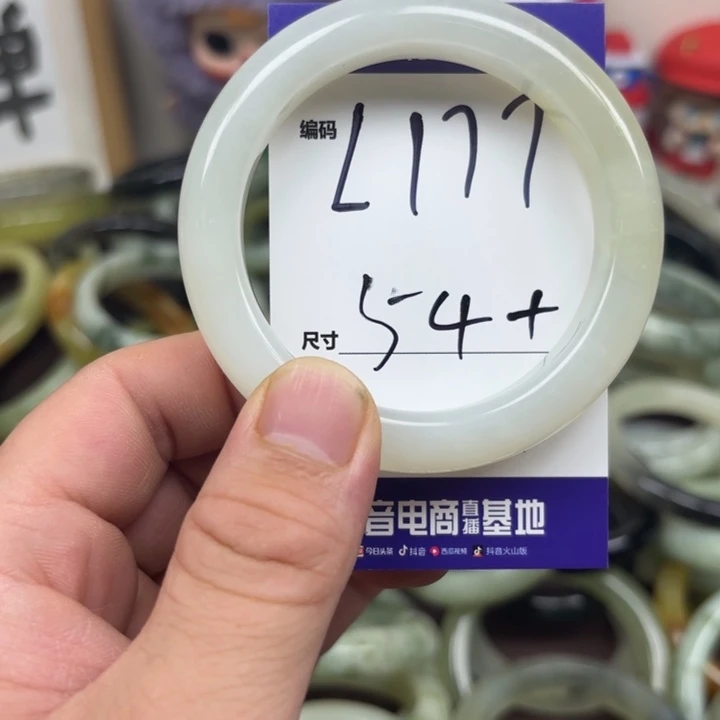 单
编码 L177
尺寸 54+
音电商直播基地
今日头条 抖音 西瓜视频 抖音火山版